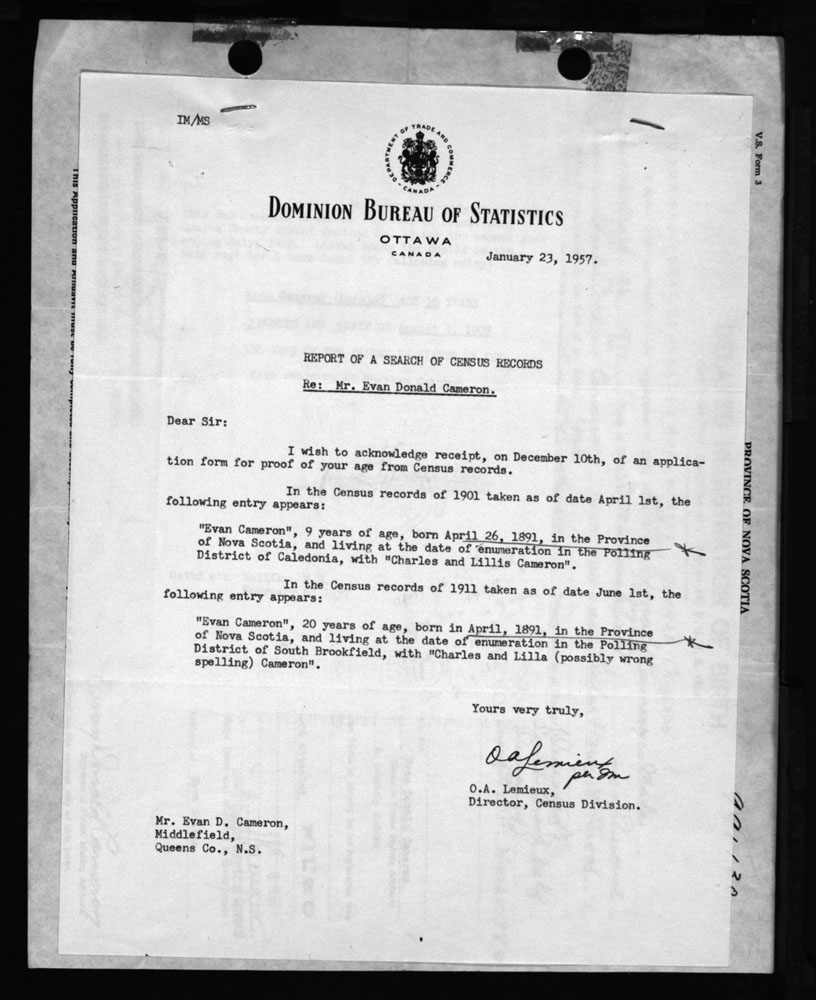 IM/MS
DEPARTMENT OF TRADE AND COMMERCE
CANADA
DOMINION BUREAU OF STATISTICS
OTTAWA
CANADA
January 23, 1957.
REPORT OF A SEARCH OF CENSUS RECORDS
Re: Mr. Evan Donald Cameron.
Dear Sir:
I wish to acknowledge receipt, on December 10th, of an applica-
tion form for proof of your age from Census records.
In the Census records of 1901 taken as of date April 1st, the
following entry appears:
"Evan Cameron", 9 years of age, born April 26, 1891, in the Province
of Nova Scotia, and living at the date of enumeration in the Polling
District of Caledonia, with "Charles and Lillis Cameron".
In the Census records of 1911 taken as of date June 1st, the
following entry appears:
"Evan Cameron", 20 years of age, born in April, 1891, in the Province
of Nova Scotia, and living at the date of enumeration in the Polling
District of South Brookfield, with "Charles and Lilla (possibly wrong
spelling) Cameron".
Yours very truly,
OALemieux
per
O.A. Lemieux,
Director, Census Division.
Mr. Evan D. Cameron,
Middlefield,
Queens Co., N.S.
V.S. Form 3
PROVINCE OF NOVA SCOTIA